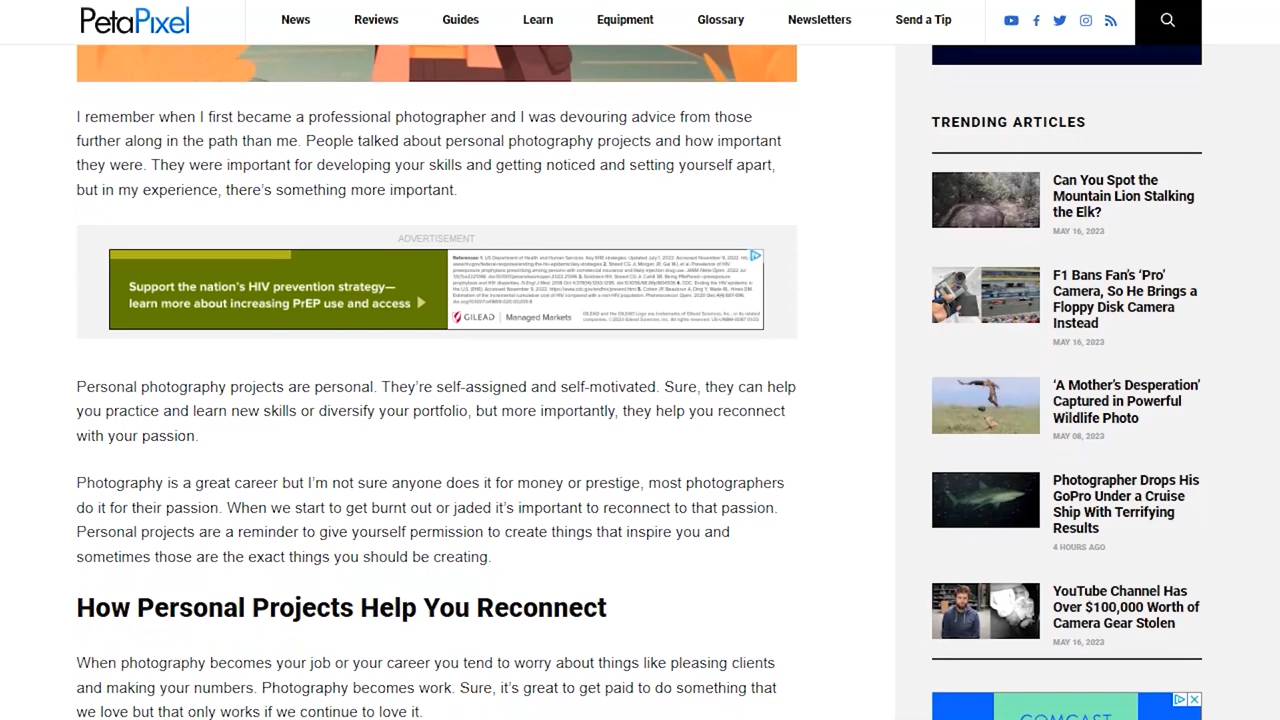 PetaPixel
News
Reviews
Guides
Learn
Equipment
Glossary
Newsletters
Send a Tip
I remember when I first became a professional photographer and I was devouring advice from those
further along in the path than me. People talked about personal photography projects and how important
they were. They were important for developing your skills and getting noticed and setting yourself apart,
but in my experience, there's something more important.
ADVERTISEMENT
Support the nation's HIV prevention strategy—
learn more about increasing PrEP use and access
GILEAD | Managed Markets
Personal photography projects are personal. They're self-assigned and self-motivated. Sure, they can help
you practice and learn new skills or diversify your portfolio, but more importantly, they help you reconnect
with your passion.
Photography is a great career but I'm not sure anyone does it for money or prestige, most photographers
do it for their passion. When we start to get burnt out or jaded it's important to reconnect to that passion.
Personal projects are a reminder to give yourself permission to create things that inspire you and
sometimes those are the exact things you should be creating.
How Personal Projects Help You Reconnect
When photography becomes your job or your career you tend to worry about things like pleasing clients
and making your numbers. Photography becomes work. Sure, it's great to get paid to do something that
we love but that only works if we continue to love it.
TRENDING ARTICLES
Can You Spot the
Mountain Lion Stalking
the Elk?
MAY 16, 2023
F1 Bans Fan's 'Pro'
Camera, So He Brings a
Floppy Disk Camera
Instead
MAY 16, 2023
'A Mother's Desperation'
Captured in Powerful
Wildlife Photo
MAY 08, 2023
Photographer Drops His
GoPro Under a Cruise
Ship With Terrifying
Results
4 HOURS AGO
YouTube Channel Has
Over $100,000 Worth of
Camera Gear Stolen
MAY 16, 2023
COMCAST